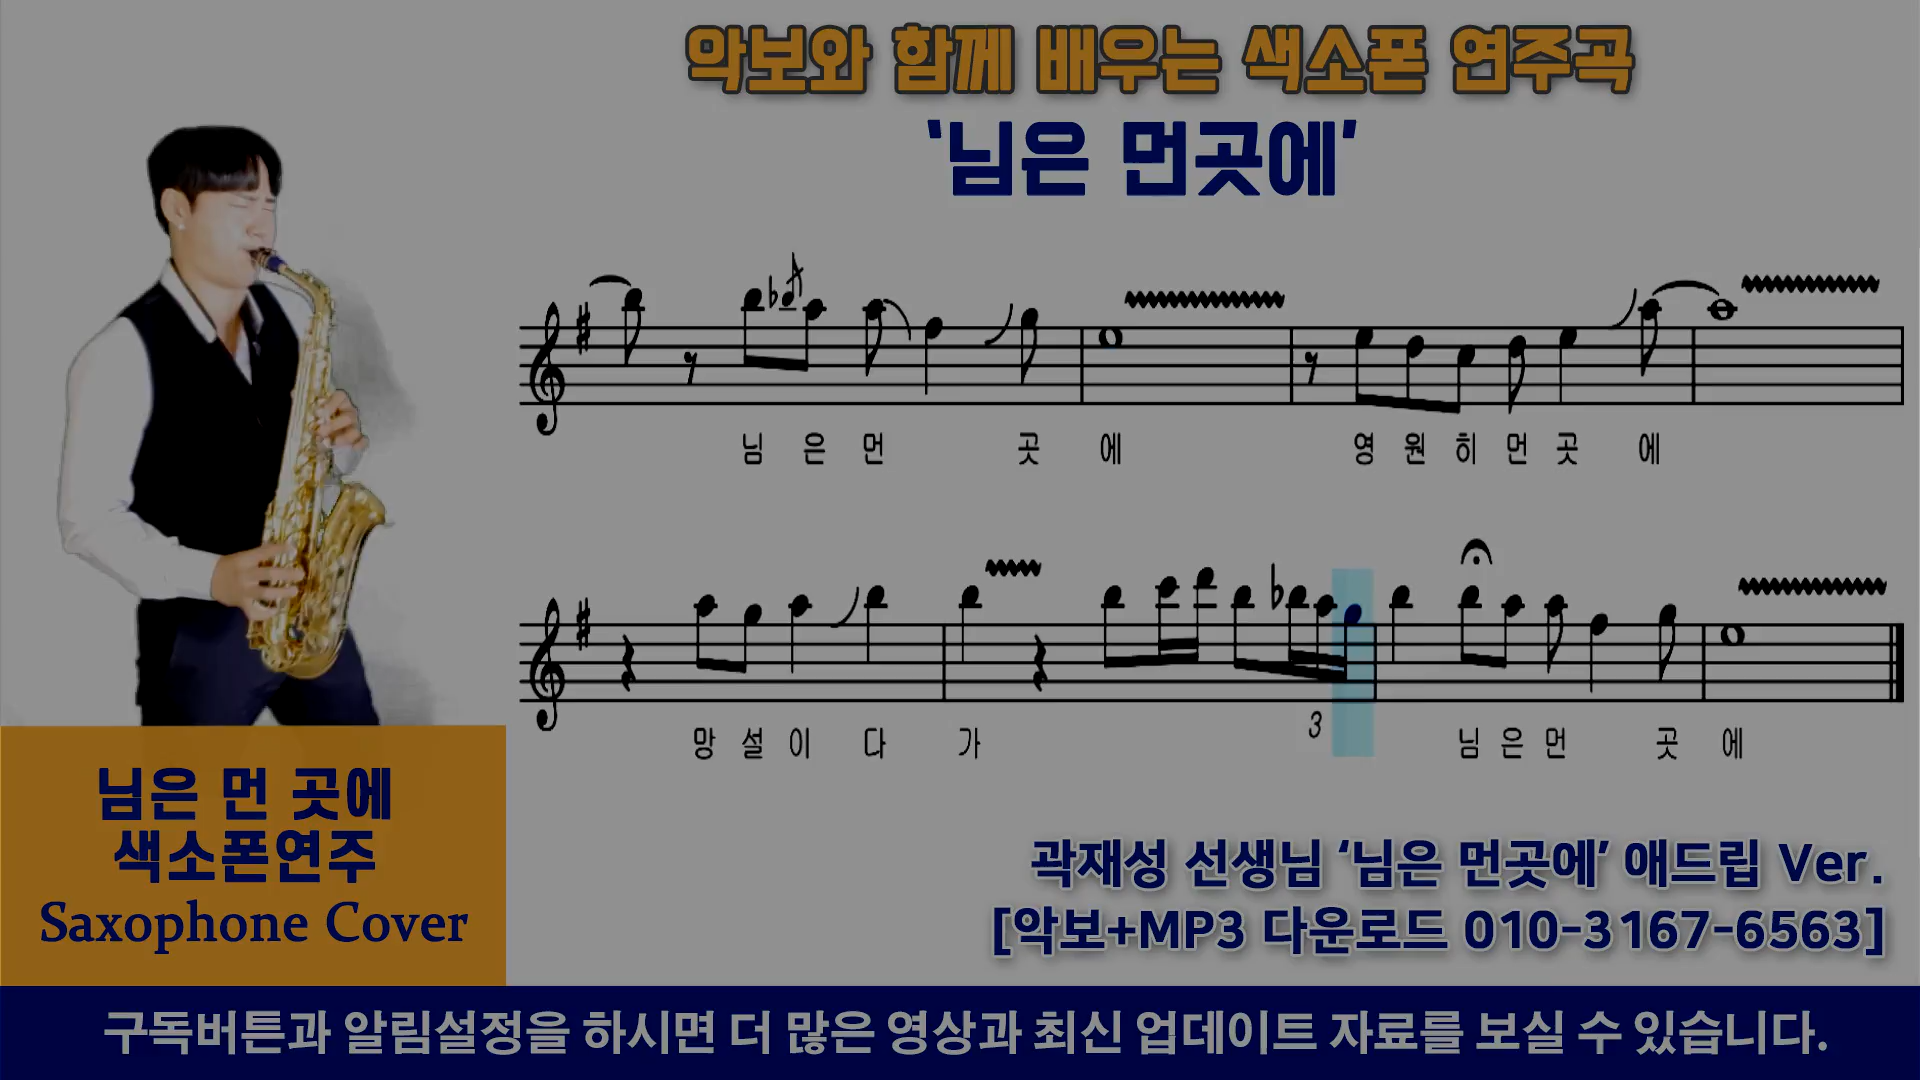 악보와 함께 배우는 색소폰 연주곡
‘님은 먼곳에’
님 은 먼 곳 에 영 원 히 먼 곳 에
망 설 이 다 가 3 님 은 먼 곳 에
님은 먼 곳에
색소폰연주
Saxophone Cover
곽재성 선생님 ‘님은 먼곳에’ 애드립 Ver.
[악보+MP3 다운로드 010-3167-6563]
구독버튼과 알림설정을 하시면 더 많은 영상과 최신 업데이트 자료를 보실 수 있습니다.